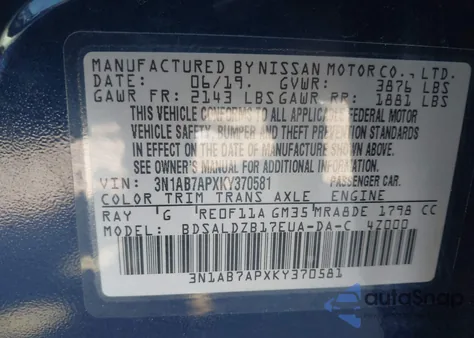 MANUFACTURED BY NISSAN MOTOR CO., LTD.
DATE: 06/19. GVWR: 3876 LBS
GAWR FR: 2143 LBS GAWR RR: 1881 LBS
THIS VEHICLE CONFORMS TO ALL APPLICABLE FEDERAL MOTOR
VEHICLE SAFETY, BUMPER AND THEFT PREVENTION STANDARDS
IN EFFECT ON THE DATE OF MANUFACTURE SHOWN ABOVE.
SEE OWNER'S MANUAL FOR ADDITIONAL INFORMATION.
VIN: 3N1AB7APXKY370581 PASSENGER CAR.
COLOR TRIM TRANS AXLE ENGINE
RAY G RE0F11A GM35 MRA8DE 1798 CC
MODEL: BDSALDZB17EUA-DA-C 4Z000
3N1AB7APXKY370581
autoSnap